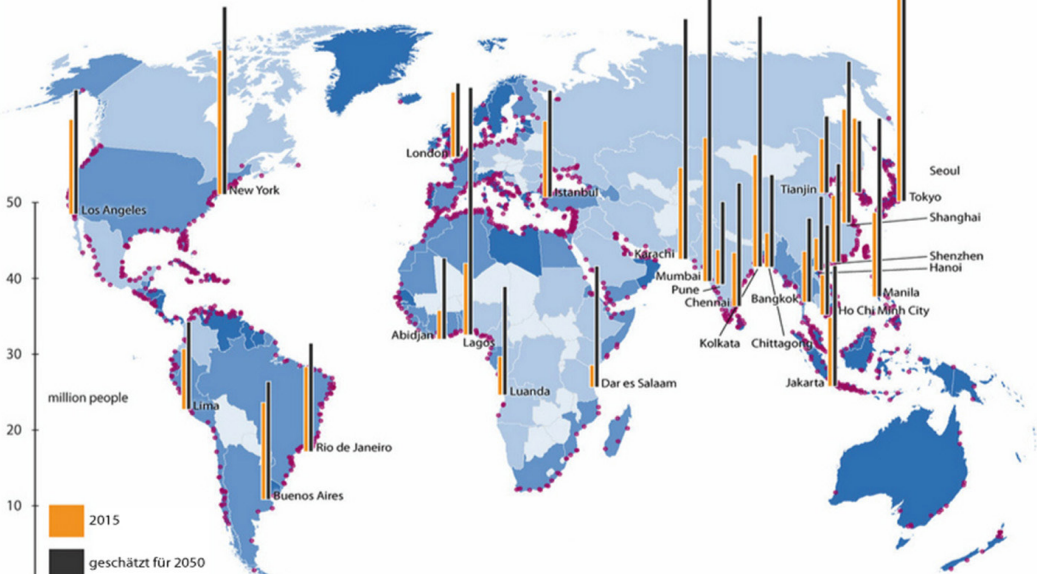 London
New York
Istanbul
Seoul
Tianjin
Tokyo
50
Los Angeles
Shanghai
Karachi
Shenzhen
Hanoi
40
Mumbai
Pune
Manila
Chennai
Bangkok
Ho Chi Minh City
Abidjan
Lagos
Kolkata
Chittagong
30
Jakarta
Dar es Salaam
Luanda
million people
Lima
20
Rio de Janeiro
Buenos Aires
10
2015
geschätzt für 2050